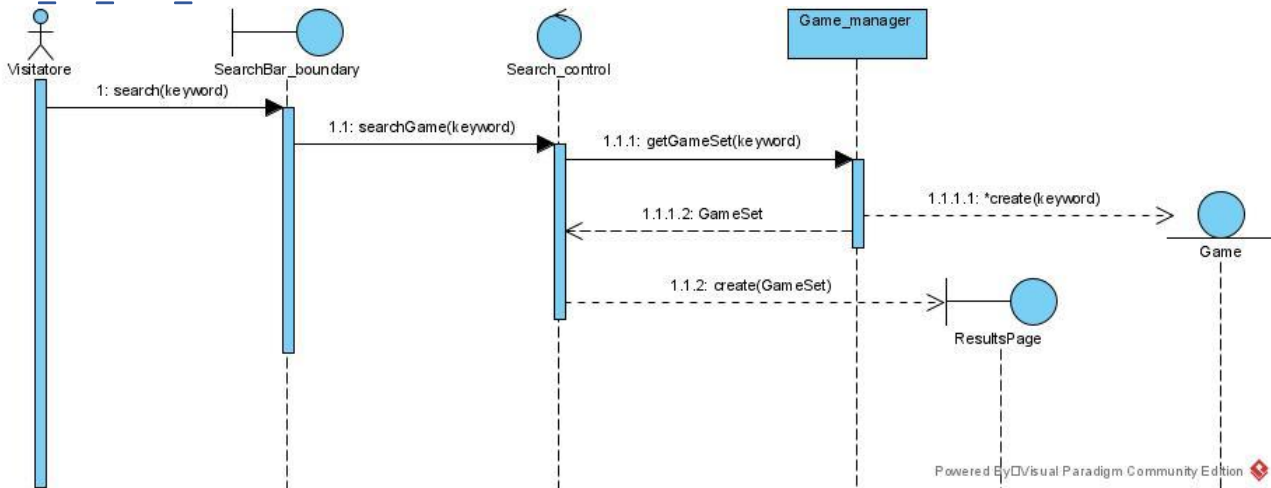 Game_manager
Visitatore
SearchBar_boundary
Search_control
1: search(keyword)
1.1: searchGame(keyword)
1.1.1: getGameSet(keyword)
1.1.1.1: *create(keyword)
1.1.1.2: GameSet
Game
1.1.2: create(GameSet)
ResultsPage
Powered By□Visual Paradigm Community Edition